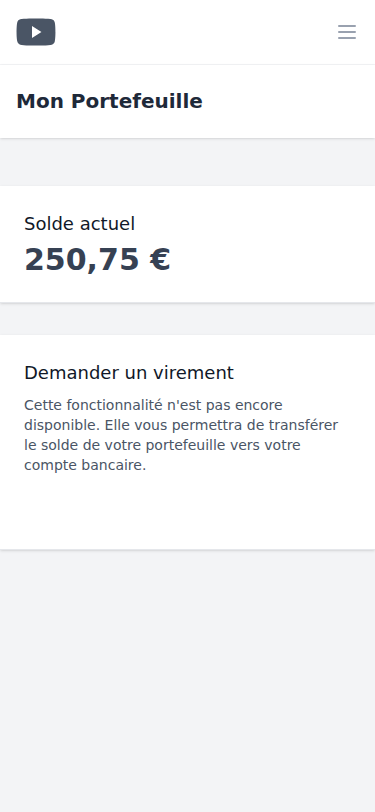 Mon Portefeuille
Solde actuel
250,75 €
Demander un virement
Cette fonctionnalité n'est pas encore
disponible. Elle vous permettra de transférer
le solde de votre portefeuille vers votre
compte bancaire.